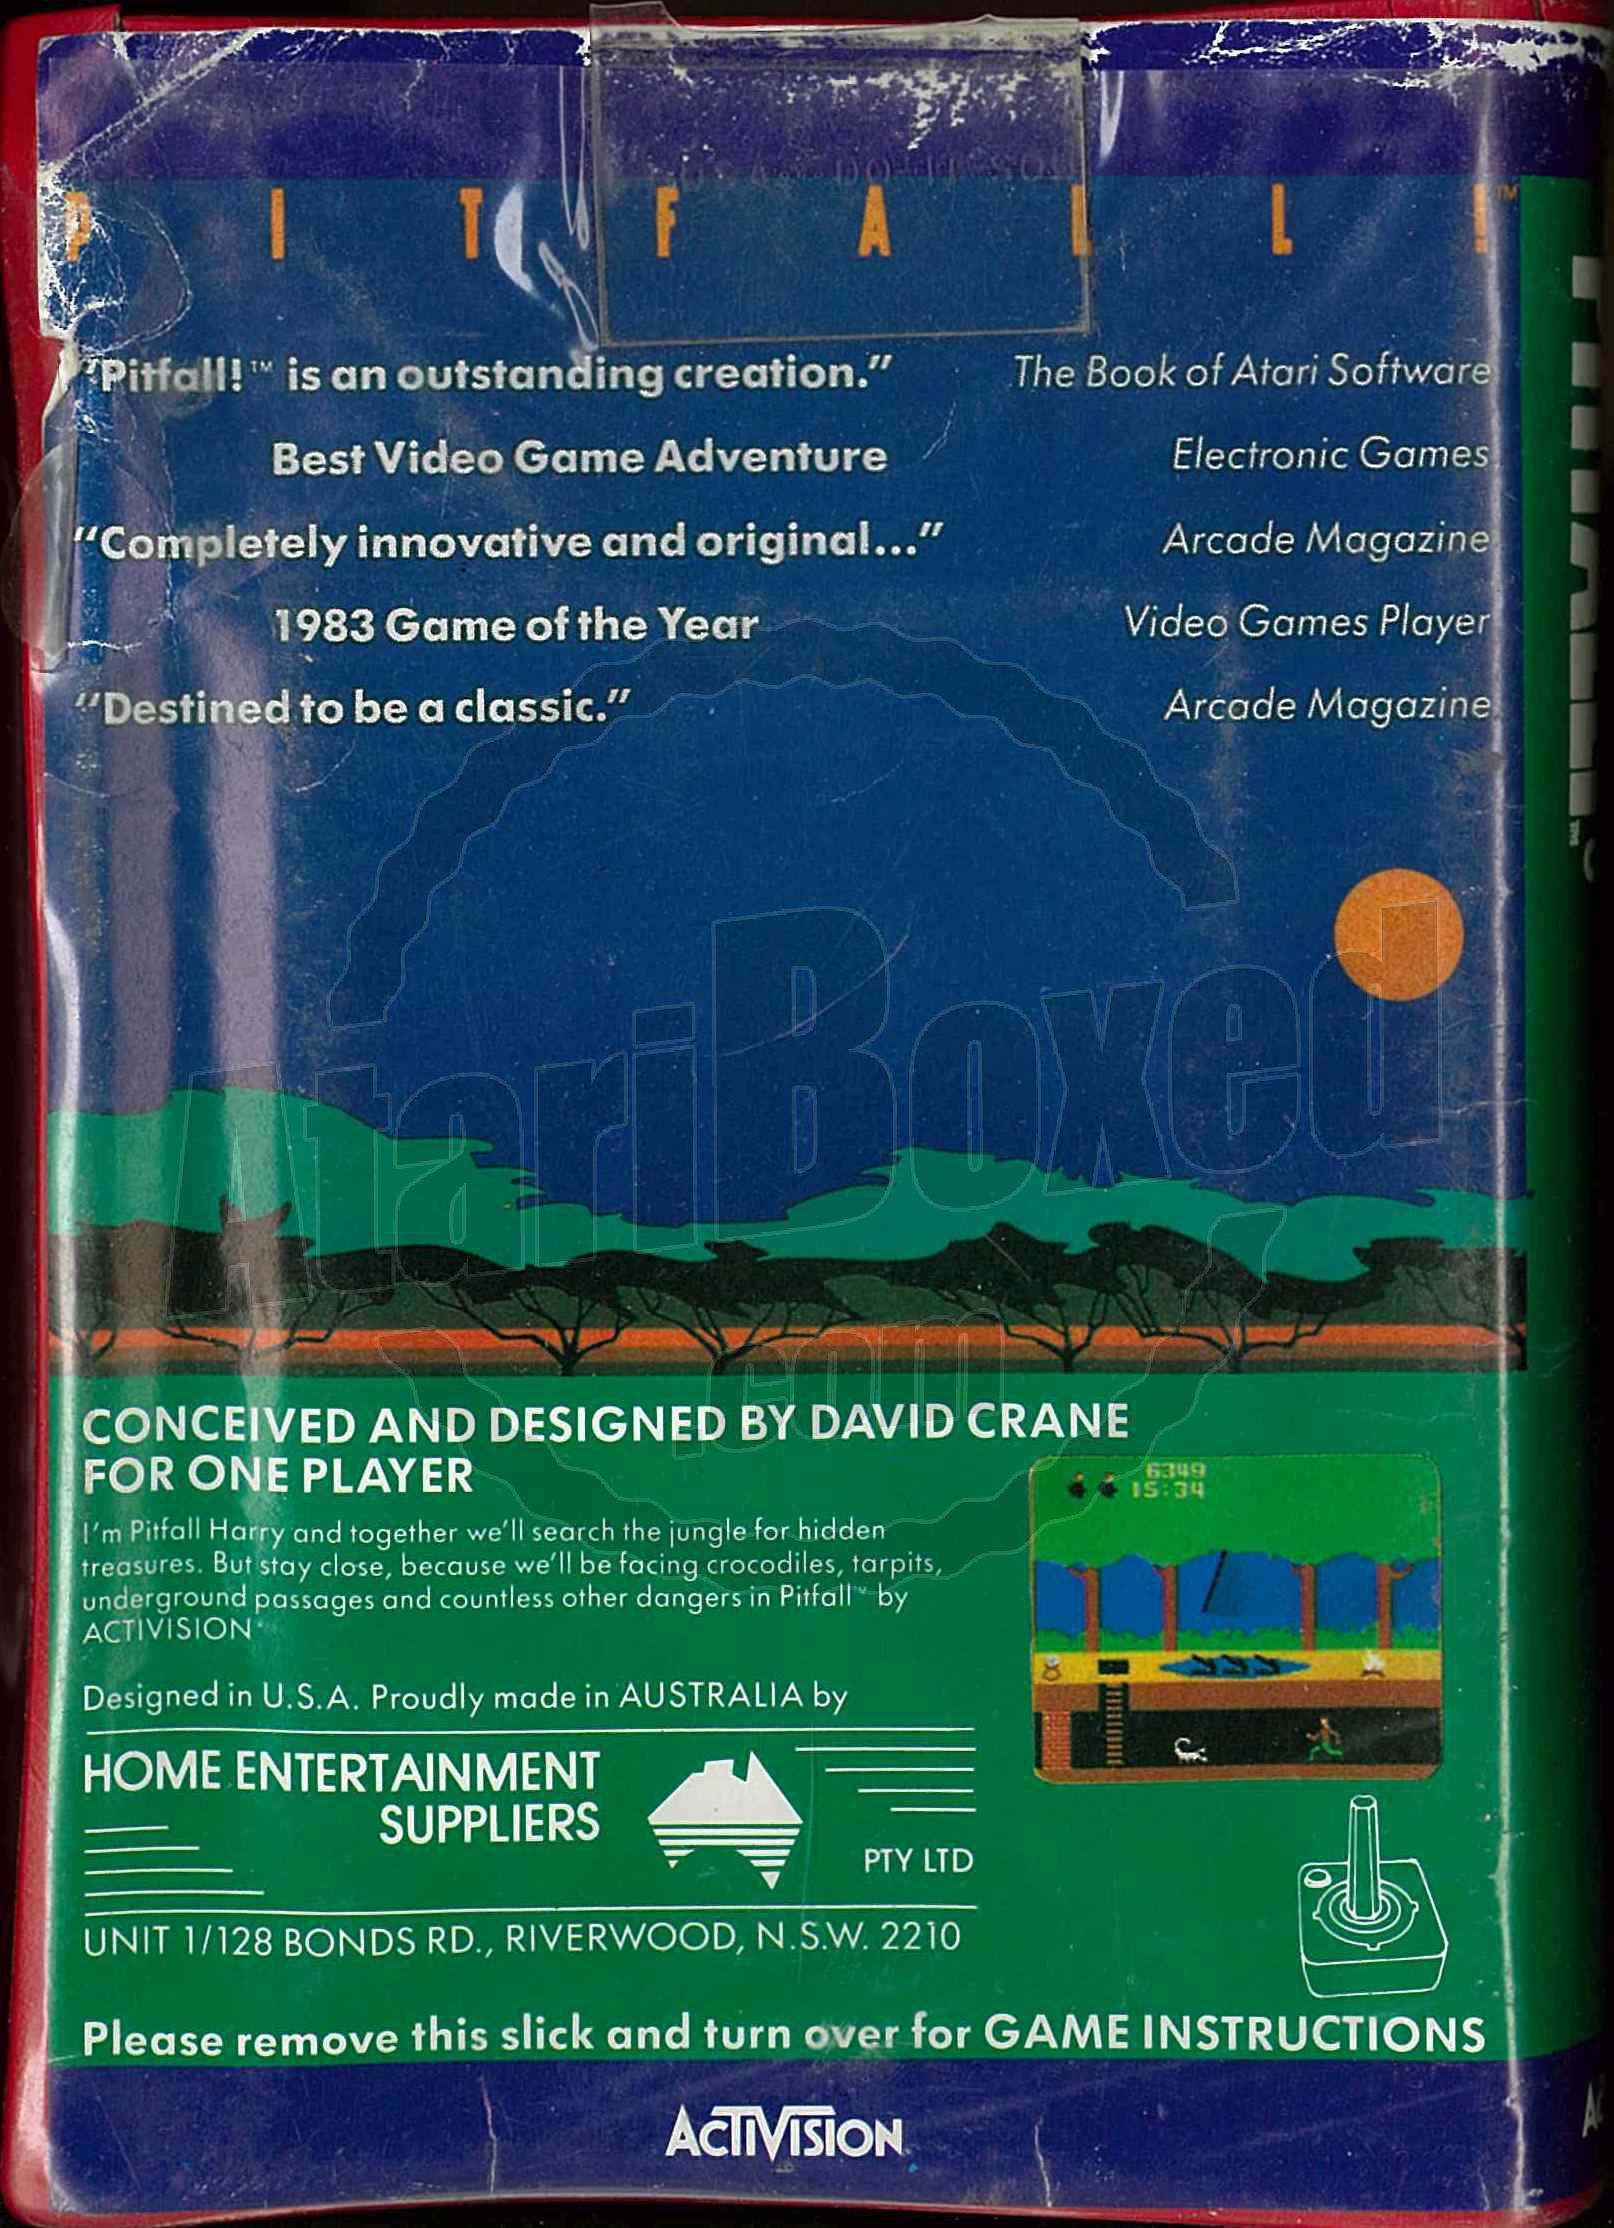 PITFALL!™
"Pitfall!™ is an outstanding creation." The Book of Atari Software
Best Video Game Adventure Electronic Games
"Completely innovative and original..." Arcade Magazine
1983 Game of the Year Video Games Player
"Destined to be a classic." Arcade Magazine
AtariBoxed
.com
CONCEIVED AND DESIGNED BY DAVID CRANE
FOR ONE PLAYER
I'm Pitfall Harry and together we'll search the jungle for hidden
treasures. But stay close, because we'll be facing crocodiles, tarpits,
underground passages and countless other dangers in Pitfall™ by
ACTIVISION
6349
15:34
Designed in U.S.A. Proudly made in AUSTRALIA by
HOME ENTERTAINMENT
SUPPLIERS
PTY LTD
UNIT 1/128 BONDS RD., RIVERWOOD, N.S.W. 2210
Please remove this slick and turn over for GAME INSTRUCTIONS
ACTIVISION